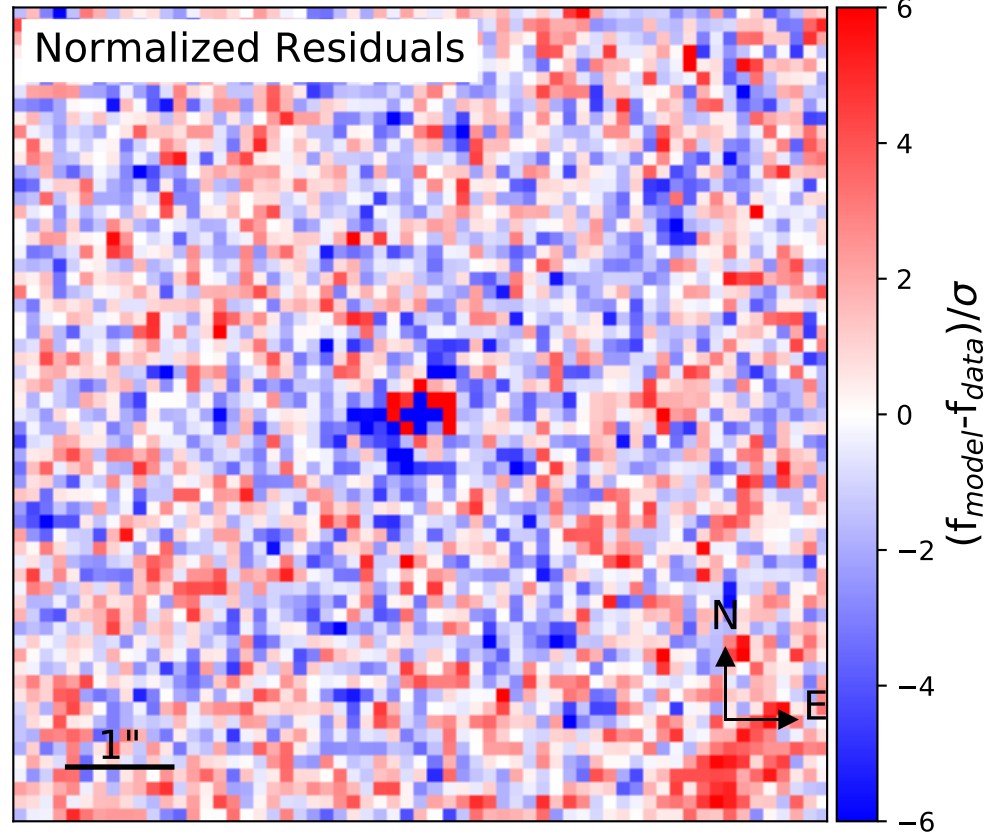 Normalized Residuals
6
4
2
0
−2
−4
−6
(f_model-f_data)/σ
N
E
1"